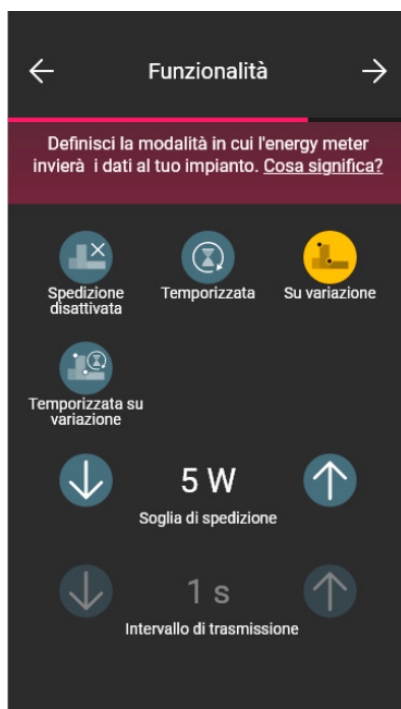 Funzionalità
Definisci la modalità in cui l'energy meter
invierà i dati al tuo impianto. Cosa significa?
Spedizione
disattivata
Temporizzata
Su variazione
Temporizzata su
variazione
5 W
Soglia di spedizione
1 s
Intervallo di trasmissione